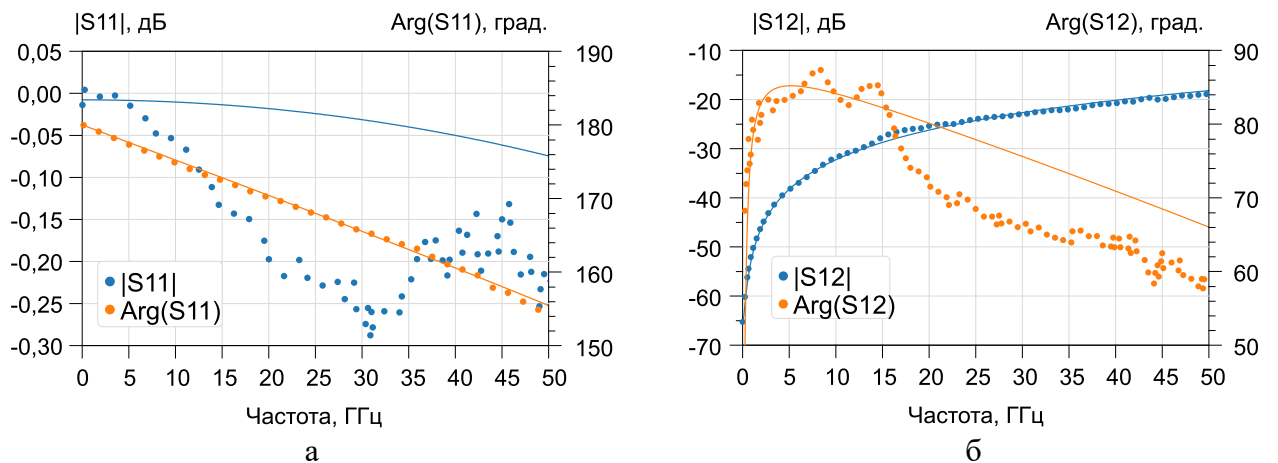 |S11|, дБ Arg(S11), град.
0,05 190
0,00
180
-0,05
-0,10
170
-0,15
-0,20 160
-0,25
-0,30 150
|S11|
Arg(S11)
0 5 10 15 20 25 30 35 40 45 50
Частота, ГГц
а
|S12|, дБ Arg(S12), град.
-10 90
-20
80
-30
-40 70
-50
60
-60
-70 50
|S12|
Arg(S12)
0 5 10 15 20 25 30 35 40 45 50
Частота, ГГц
б